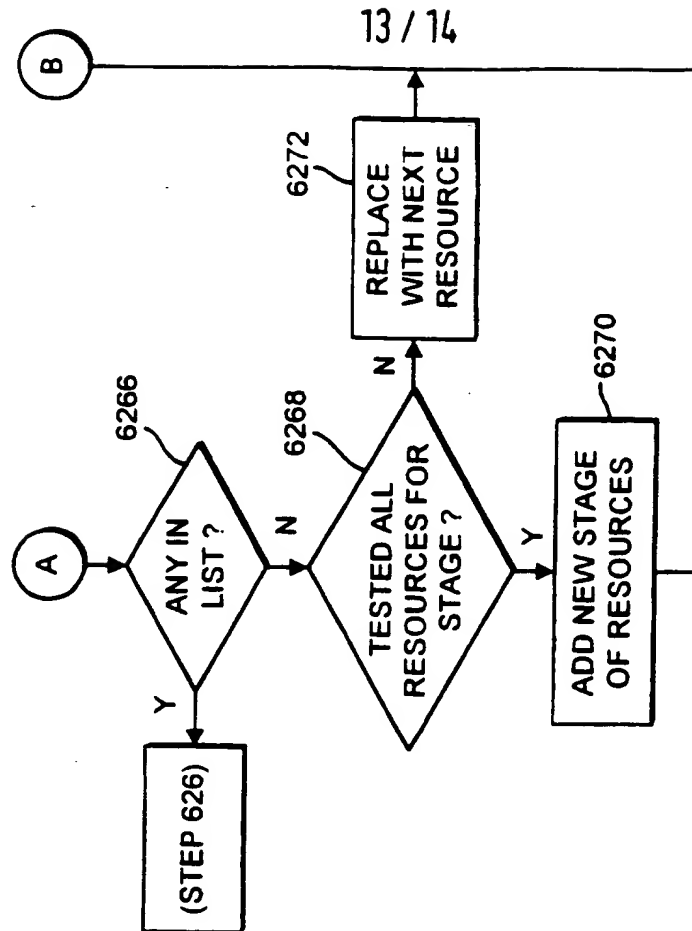 13 / 14
A
B
6266
ANY IN
LIST ?
Y
N
(STEP 626)
6268
TESTED ALL
RESOURCES FOR
STAGE ?
N
Y
6272
REPLACE
WITH NEXT
RESOURCE
6270
ADD NEW STAGE
OF RESOURCES